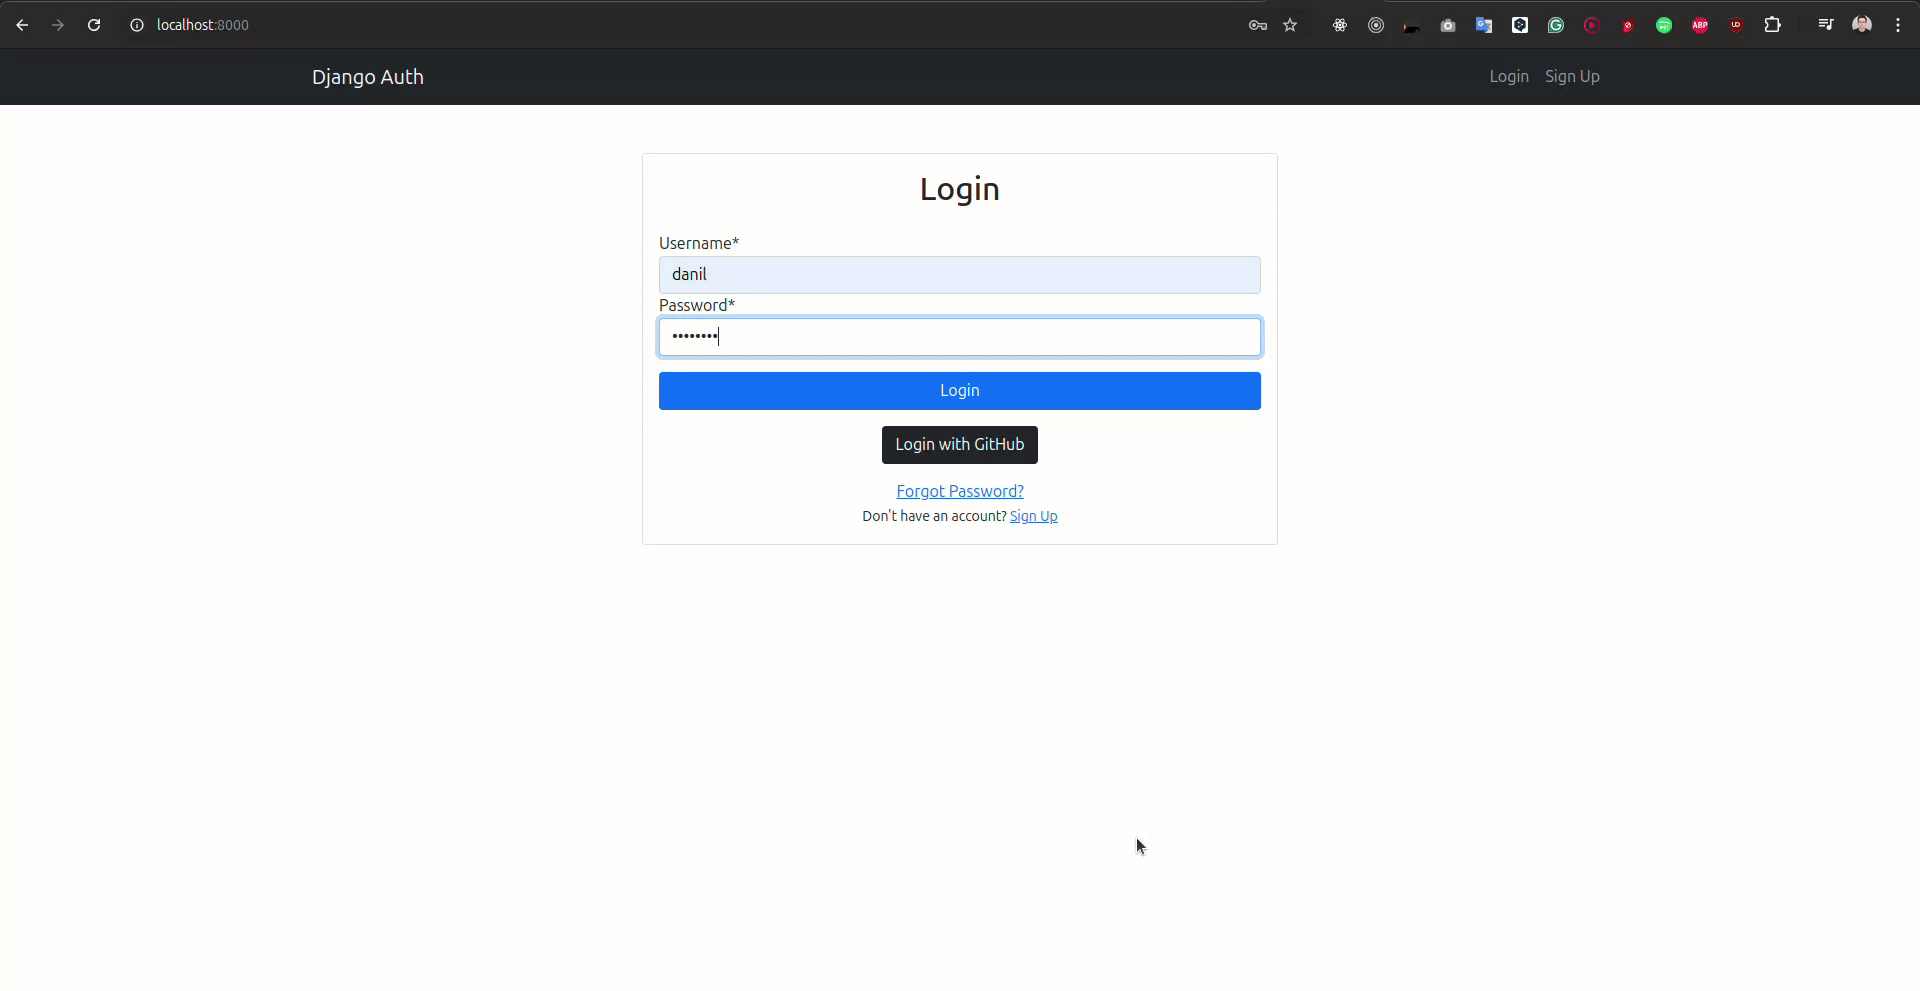 localhost:8000
ABP
Django Auth
Login Sign Up
Login
Username*
danil
Password*
••••••••
Login
Login with GitHub
Forgot Password?
Don't have an account? Sign Up